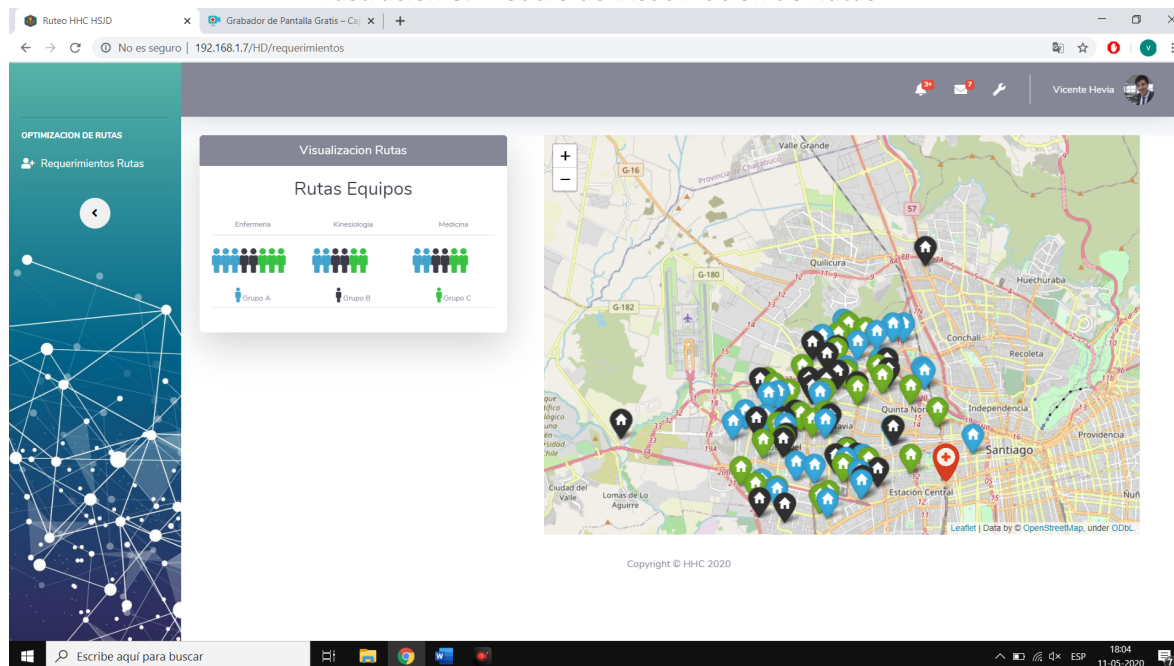 Ruteo HHC HSJD
Grabador de Pantalla Gratis – Ca
No es seguro | 192.168.1.7/HD/requerimientos
3+
7
Vicente Hevia
OPTIMIZACION DE RUTAS
Requerimientos Rutas
Visualizacion Rutas
Rutas Equipos
Enfermeria Kinesiologia Medicina
Grupo A Grupo B Grupo C
+
−
Valle Grande
G-16
Provincia de Chacabuco
57
Quilicura
G-180
Huechuraba
G-182
Conchalí
Recoleta
Quinta Nor
Independencia
Providencia
Santiago
Ciudad del
Valle
Lomas de Lo
Aguirre
Estación Central
Ñuñ
Leaflet | Data by © OpenStreetMap, under ODbL.
Copyright © HHC 2020
Escribe aquí para buscar
ESP
18:04
11-05-2020